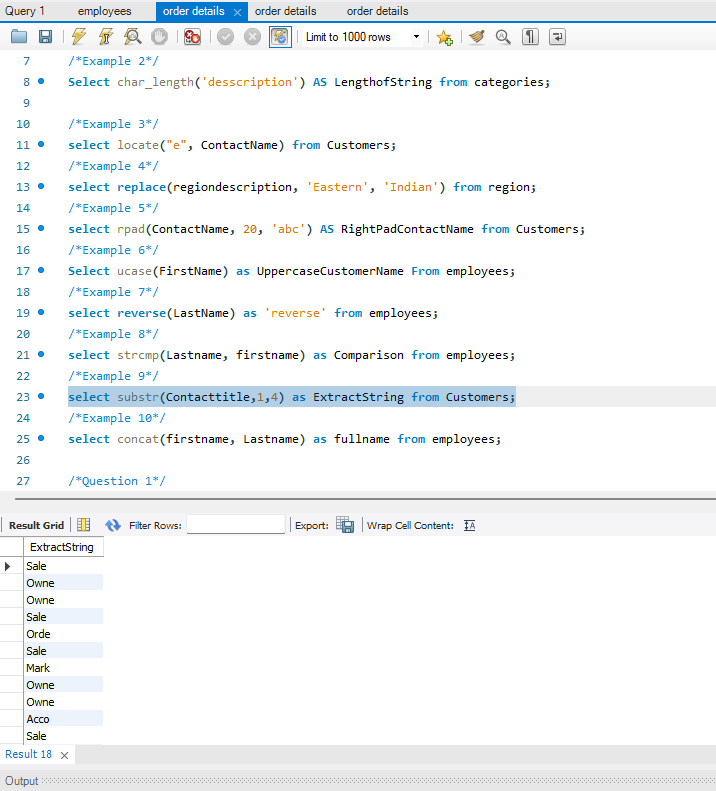 Query 1 employees order details order details order details
Limit to 1000 rows
7 /*Example 2*/
8 Select char_length('desscription') AS LengthofString from categories;
9
10 /*Example 3*/
11 select locate("e", ContactName) from Customers;
12 /*Example 4*/
13 select replace(regiondescription, 'Eastern', 'Indian') from region;
14 /*Example 5*/
15 select rpad(ContactName, 20, 'abc') AS RightPadContactName from Customers;
16 /*Example 6*/
17 Select ucase(FirstName) as UppercaseCustomerName From employees;
18 /*Example 7*/
19 select reverse(LastName) as 'reverse' from employees;
20 /*Example 8*/
21 select strcmp(Lastname, firstname) as Comparison from employees;
22 /*Example 9*/
23 select substr(Contacttitle,1,4) as ExtractString from Customers;
24 /*Example 10*/
25 select concat(firstname, Lastname) as fullname from employees;
26
27 /*Question 1*/
Result Grid Filter Rows: Export: Wrap Cell Content: IA
ExtractString
Sale
Owne
Owne
Sale
Orde
Sale
Mark
Owne
Owne
Acco
Sale
Result 18
Output